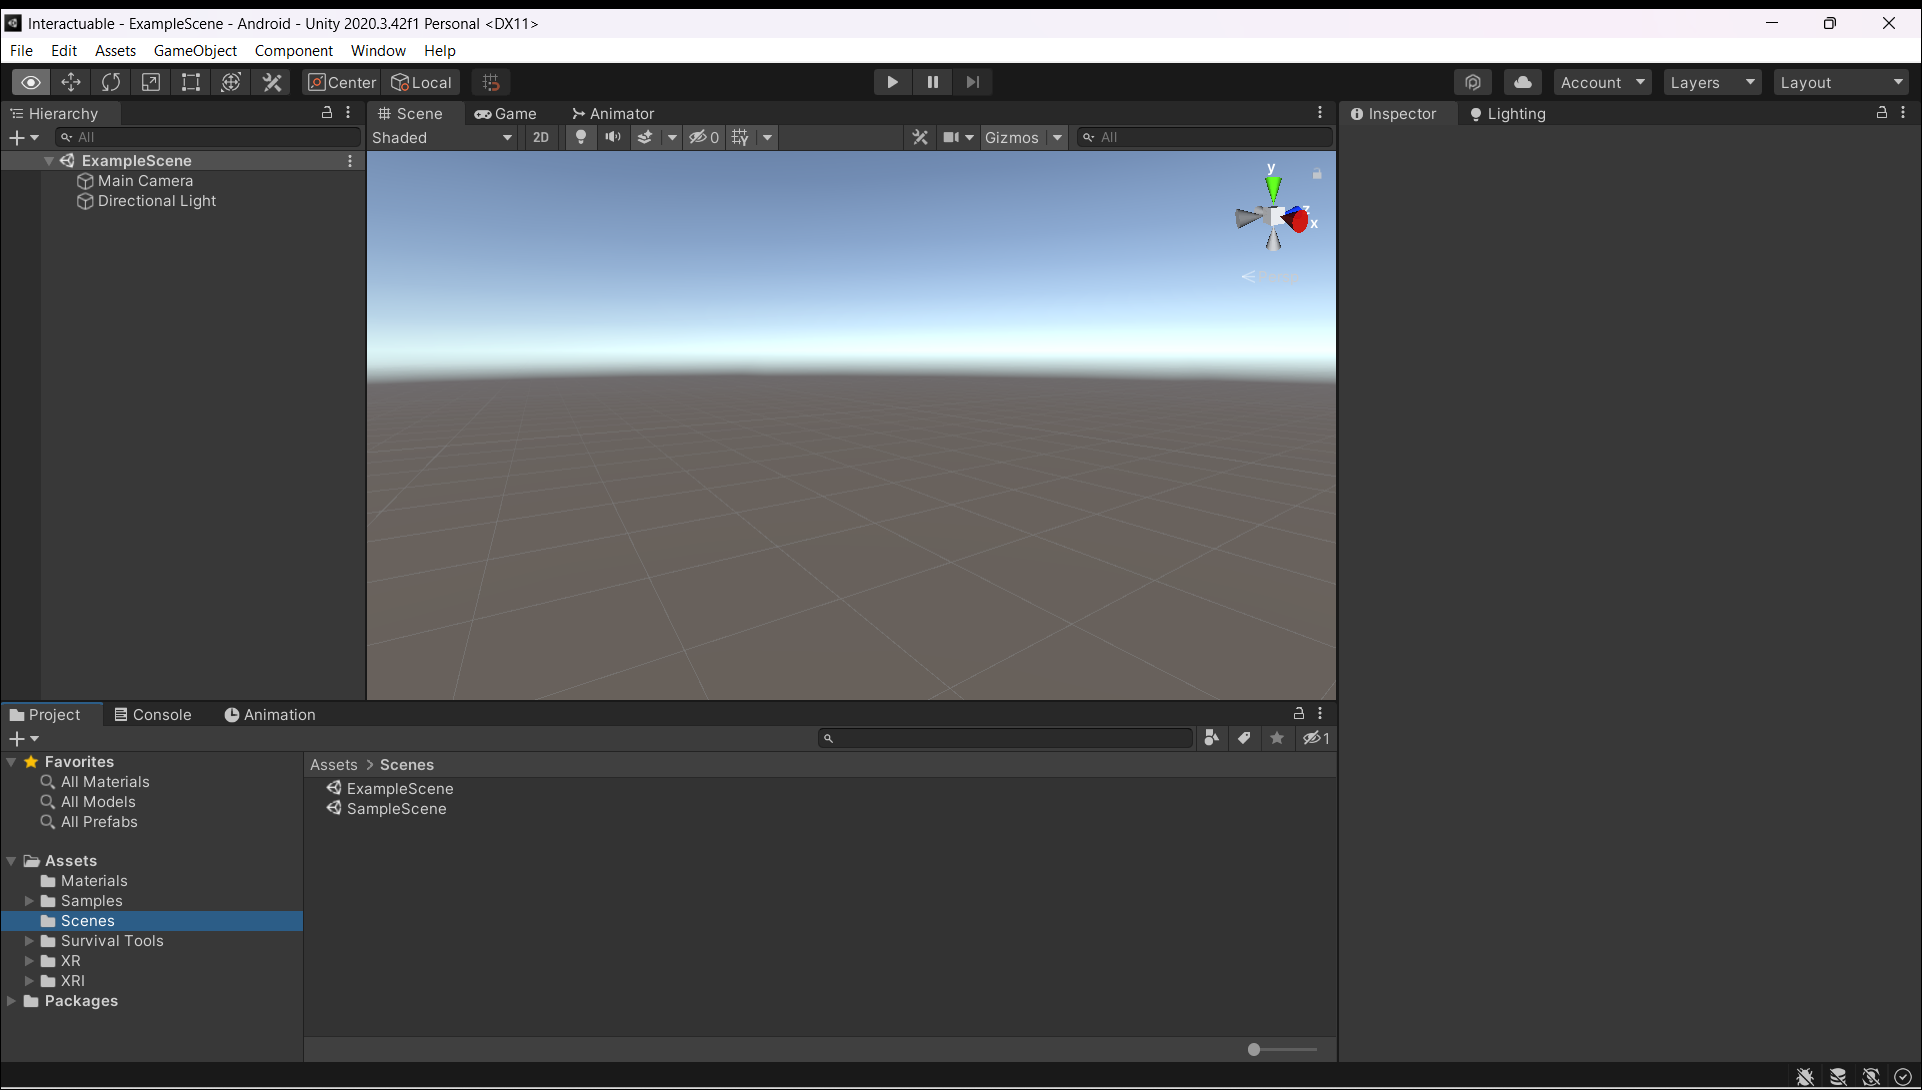 Interactuable - ExampleScene - Android - Unity 2020.3.42f1 Personal <DX11>
File Edit Assets GameObject Component Window Help
Center Local Account Layers Layout
Hierarchy Scene Game Animator Inspector Lighting
All Shaded 2D 0 Gizmos All
ExampleScene
Main Camera
Directional Light
y
z
x
Project Console Animation
1
Favorites
All Materials
All Models
All Prefabs
Assets
Materials
Samples
Scenes
Survival Tools
XR
XRI
Packages
Assets > Scenes
ExampleScene
SampleScene